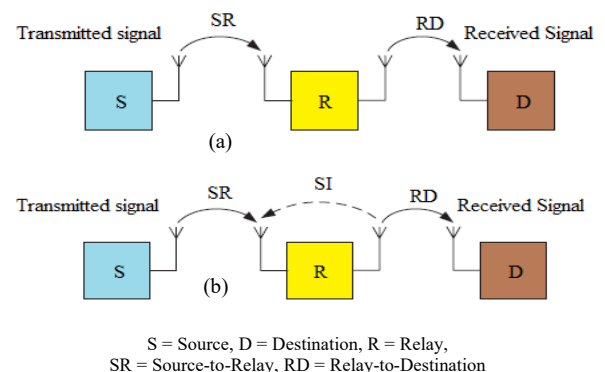 SR
RD
Transmitted signal
Received Signal
S
R
D
(a)
SI
SR
RD
Transmitted signal
Received Signal
S
R
D
(b)
S = Source, D = Destination, R = Relay,
SR = Source-to-Relay, RD = Relay-to-Destination